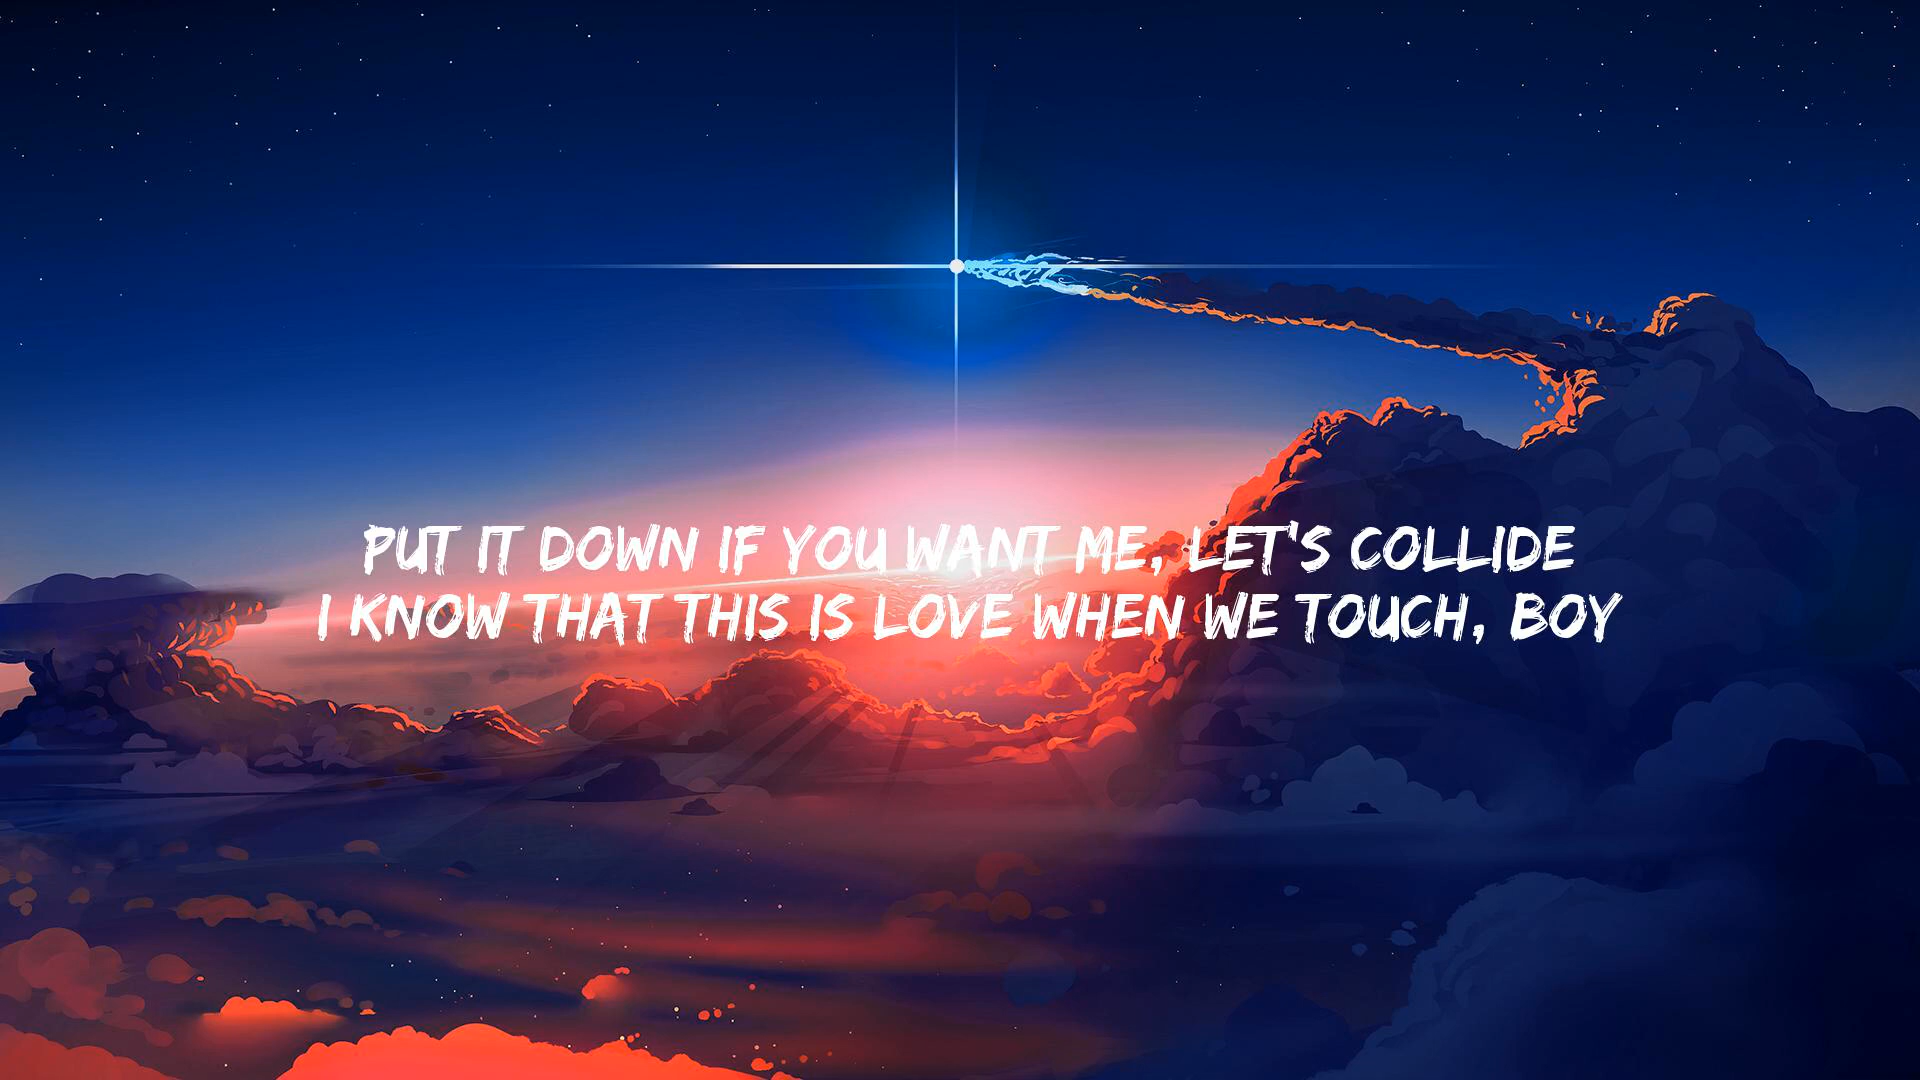 PUT IT DOWN IF YOU WANT ME, LET'S COLLIDE
I KNOW THAT THIS IS LOVE WHEN WE TOUCH, BOY